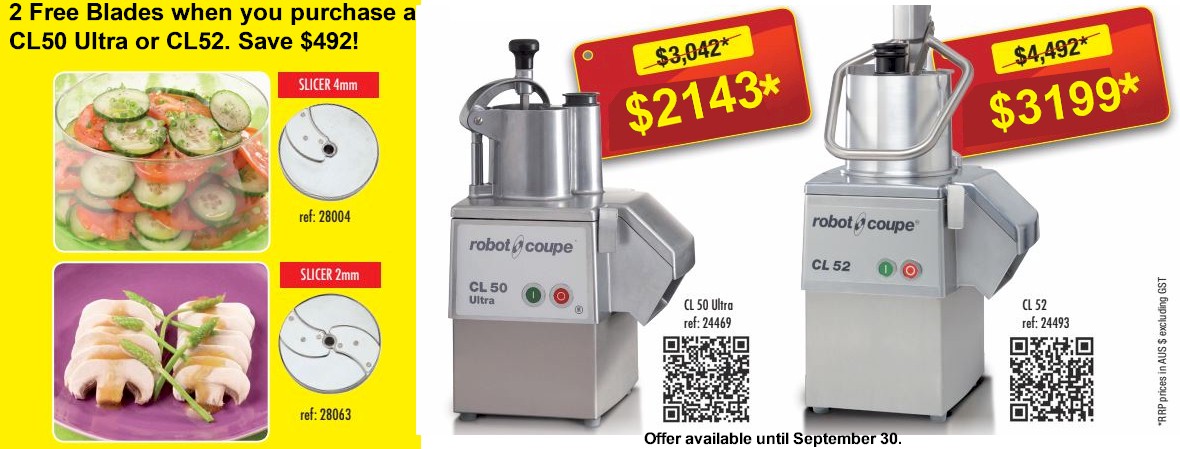 2 Free Blades when you purchase a
CL50 Ultra or CL52. Save $492!
SLICER 4mm
ref: 28004
SLICER 2mm
ref: 28063
$3,042*
$2143*
robot coupe
CL 50
Ultra
®
CL 50 Ultra
ref: 24469
$4,492*
$3199*
robot coupe®
CL 52
CL 52
ref: 24493
*RRP prices in AUS $ excluding GST
Offer available until September 30.